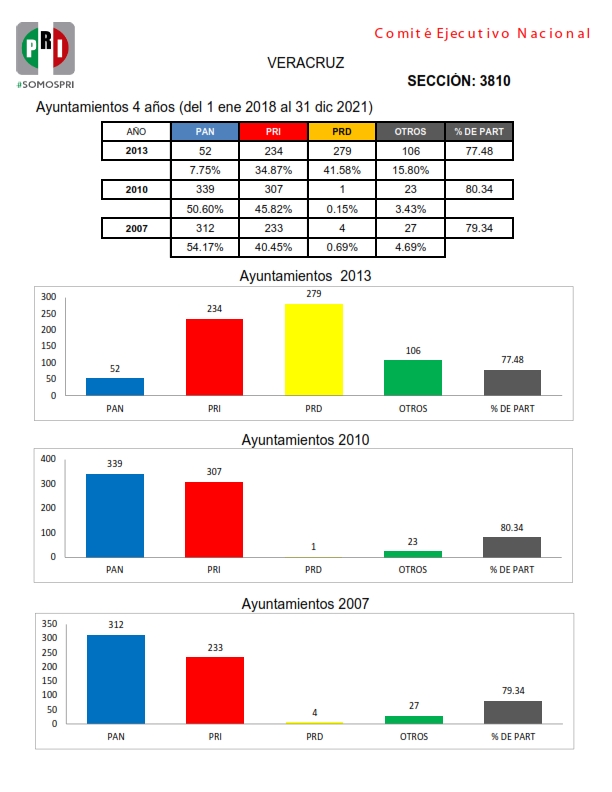 Comité Ejecutivo Nacional
PRI
#SOMOSPRI
VERACRUZ
SECCIÓN: 3810
Ayuntamientos 4 años (del 1 ene 2018 al 31 dic 2021)
AÑO PAN PRI PRD OTROS % DE PART
2013 52 234 279 106 77.48
7.75% 34.87% 41.58% 15.80%
2010 339 307 1 23 80.34
50.60% 45.82% 0.15% 3.43%
2007 312 233 4 27 79.34
54.17% 40.45% 0.69% 4.69%
Ayuntamientos 2013
300
250
200
150
100
50
0
52 234 279 106 77.48
PAN PRI PRD OTROS % DE PART
Ayuntamientos 2010
400
300
200
100
0
339 307 1 23 80.34
PAN PRI PRD OTROS % DE PART
Ayuntamientos 2007
350
300
250
200
150
100
50
0
312 233 4 27 79.34
PAN PRI PRD OTROS % DE PART